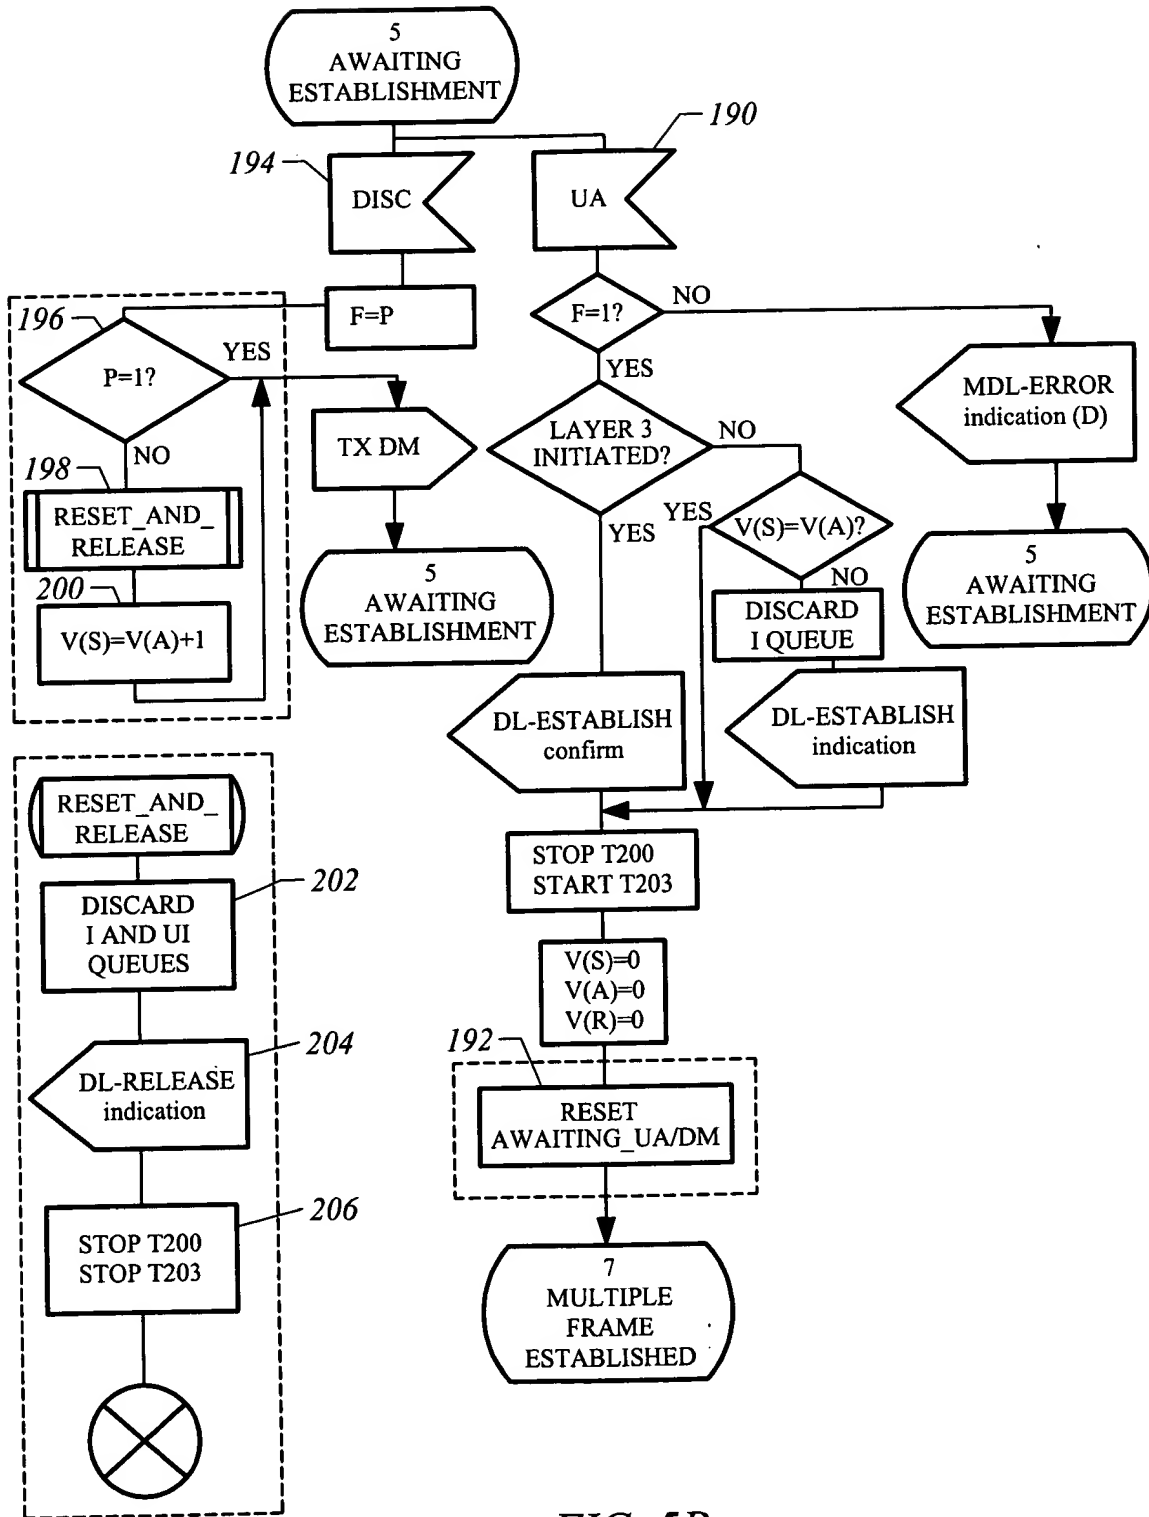 5
AWAITING
ESTABLISHMENT
190
194
DISC
UA
F=P
F=1?
NO
196
YES
P=1?
YES
MDL-ERROR
indication (D)
TX DM
LAYER 3
INITIATED?
NO
NO
198
RESET_AND_
RELEASE
YES
YES
V(S)=V(A)?
NO
5
AWAITING
ESTABLISHMENT
5
AWAITING
ESTABLISHMENT
200
V(S)=V(A)+1
DISCARD
I QUEUE
DL-ESTABLISH
confirm
DL-ESTABLISH
indication
RESET_AND_
RELEASE
STOP T200
START T203
202
DISCARD
I AND UI
QUEUES
V(S)=0
V(A)=0
V(R)=0
192
204
DL-RELEASE
indication
RESET
AWAITING_UA/DM
206
STOP T200
STOP T203
7
MULTIPLE
FRAME
ESTABLISHED